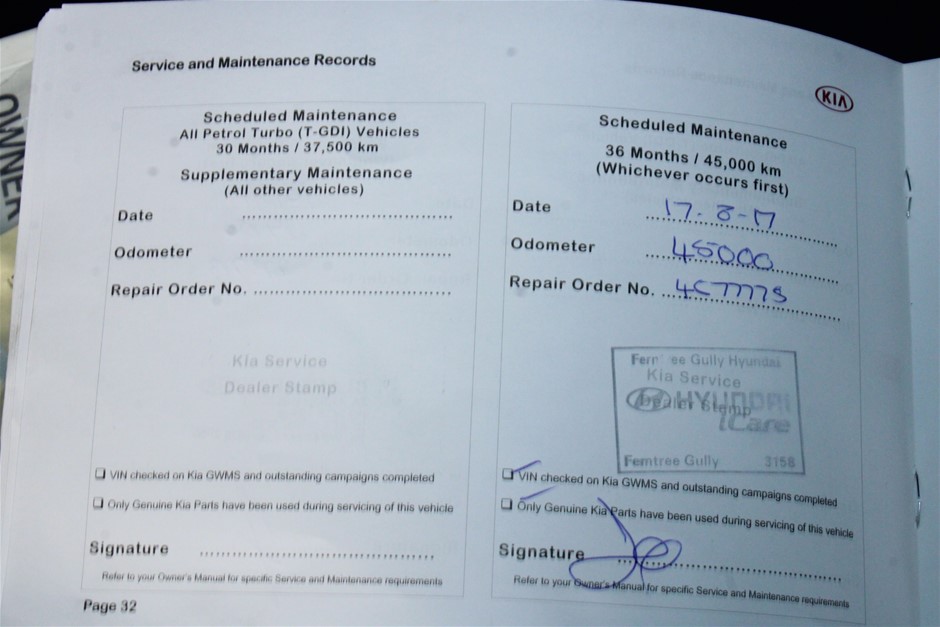 OWNER
Service and Maintenance Records
KIA
Scheduled Maintenance
All Petrol Turbo (T-GDI) Vehicles
30 Months / 37,500 km
Supplementary Maintenance
(All other vehicles)
Date
Odometer
Repair Order No.
Kia Service
Dealer Stamp
VIN checked on Kia GWMS and outstanding campaigns completed
Only Genuine Kia Parts have been used during servicing of this vehicle
Signature
Refer to your Owner's Manual for specific Service and Maintenance requirements
Page 32
Scheduled Maintenance
36 Months / 45,000 km
(Whichever occurs first)
Date 17-8-17
Odometer 45000
Repair Order No.
Gully Hyundai
Kia Service
Dealer Stamp
HYUNDAI
iCare
Ferntree Gully 3156
VIN checked on Kia GWMS and outstanding campaigns completed
Only Genuine Kia Parts have been used during servicing of this vehicle
Signature
Refer to your Owner's Manual for specific Service and Maintenance requirements